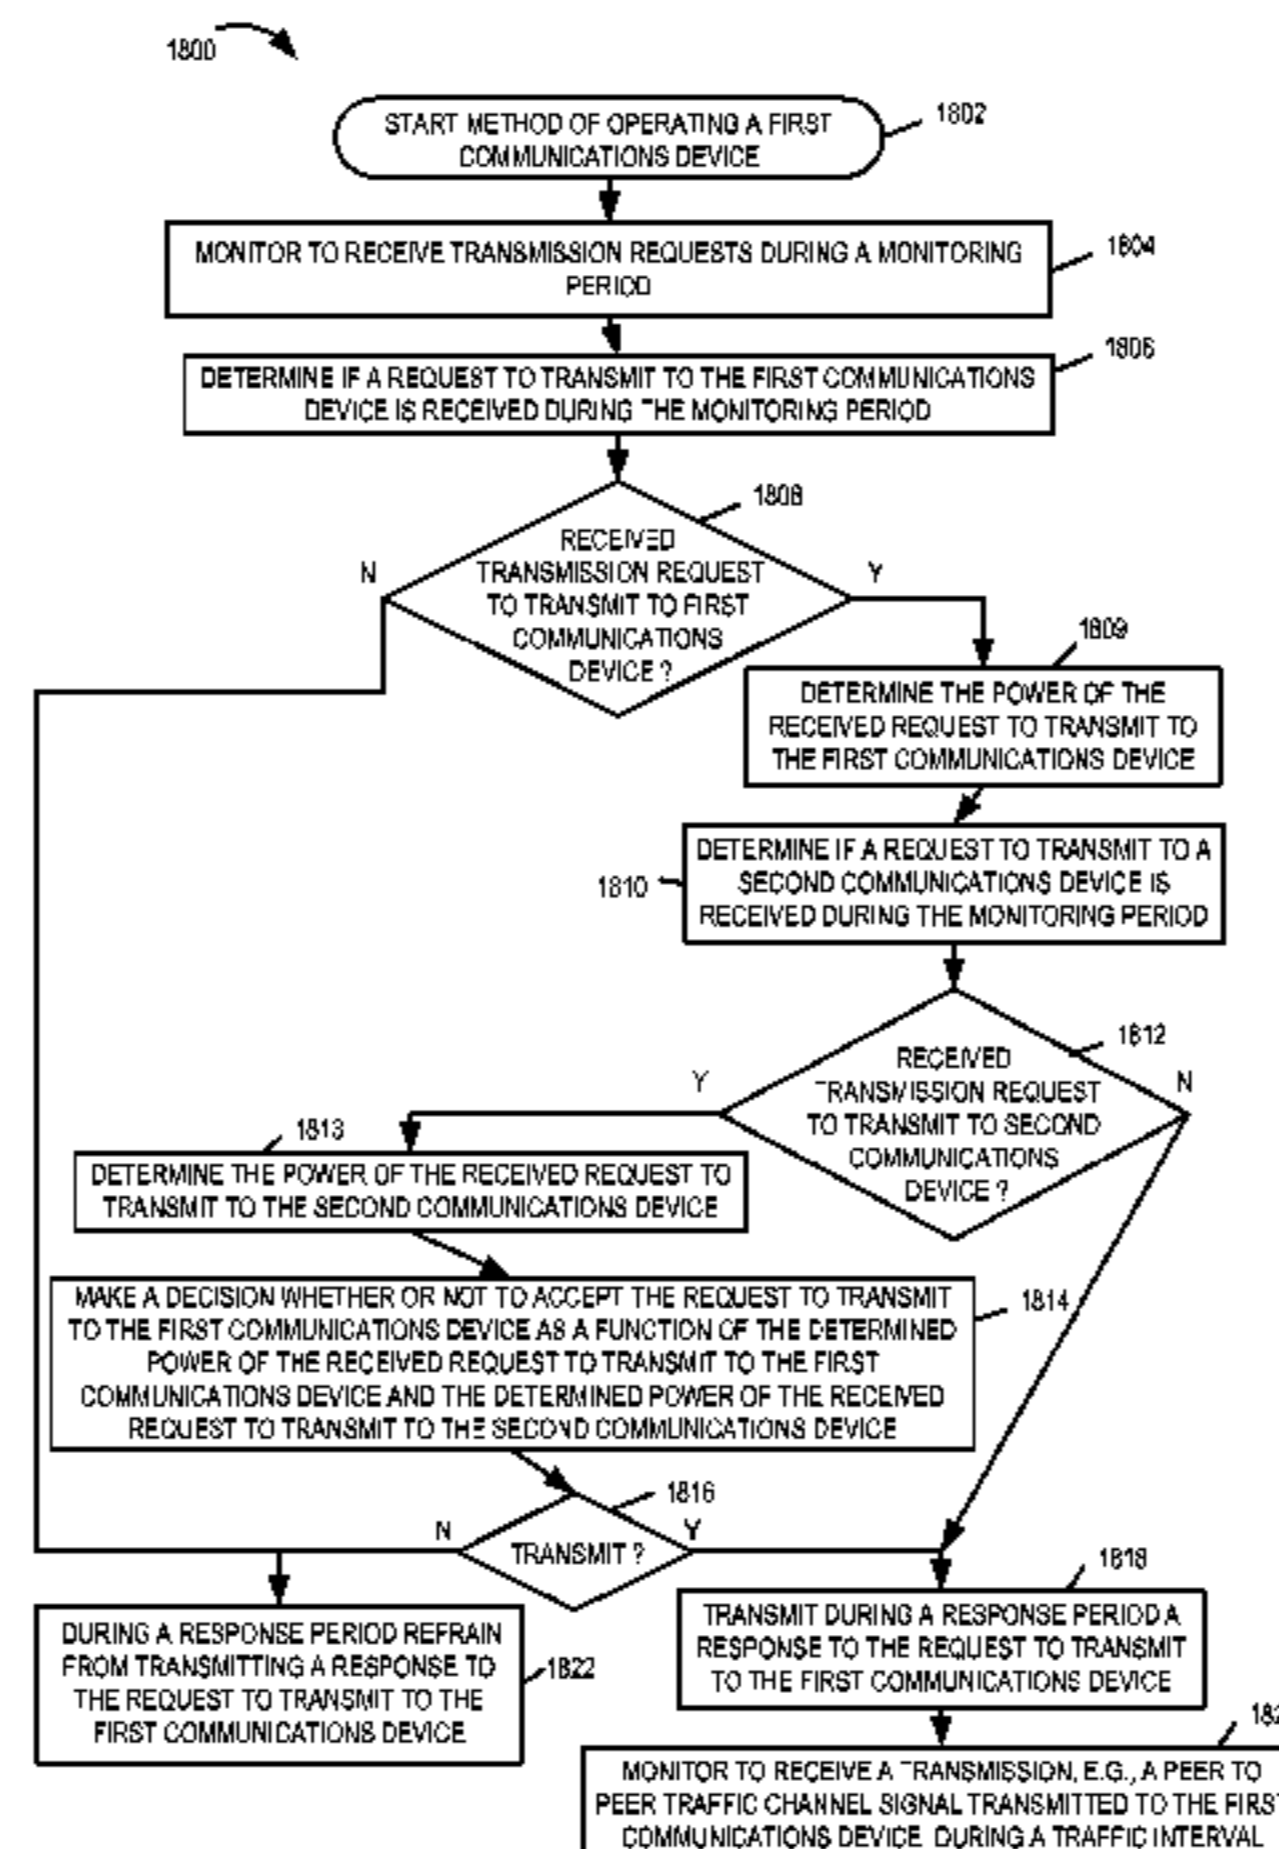 1800
START METHOD OF OPERATING A FIRST
COMMUNICATIONS DEVICE
1802
MONITOR TO RECEIVE TRANSMISSION REQUESTS DURING A MONITORING
PERIOD
1804
DETERMINE IF A REQUEST TO TRANSMIT TO THE FIRST COMMUNICATIONS
DEVICE IS RECEIVED DURING THE MONITORING PERIOD
1806
1808
RECEIVED
TRANSMISSION REQUEST
TO TRANSMIT TO FIRST
COMMUNICATIONS
DEVICE ?
N
Y
1809
DETERMINE THE POWER OF THE
RECEIVED REQUEST TO TRANSMIT TO
THE FIRST COMMUNICATIONS DEVICE
1810
DETERMINE IF A REQUEST TO TRANSMIT TO A
SECOND COMMUNICATIONS DEVICE IS
RECEIVED DURING THE MONITORING PERIOD
1812
RECEIVED
TRANSMISSION REQUEST
TO TRANSMIT TO SECOND
COMMUNICATIONS
DEVICE ?
Y
N
1813
DETERMINE THE POWER OF THE RECEIVED REQUEST TO
TRANSMIT TO THE SECOND COMMUNICATIONS DEVICE
MAKE A DECISION WHETHER OR NOT TO ACCEPT THE REQUEST TO TRANSMIT
TO THE FIRST COMMUNICATIONS DEVICE AS A FUNCTION OF THE DETERMINED
POWER OF THE RECEIVED REQUEST TO TRANSMIT TO THE FIRST
COMMUNICATIONS DEVICE AND THE DETERMINED POWER OF THE RECEIVED
REQUEST TO TRANSMIT TO THE SECOND COMMUNICATIONS DEVICE
1814
1816
N
TRANSMIT ?
Y
DURING A RESPONSE PERIOD REFRAIN
FROM TRANSMITTING A RESPONSE TO
THE REQUEST TO TRANSMIT TO THE
FIRST COMMUNICATIONS DEVICE
1822
1818
TRANSMIT DURING A RESPONSE PERIOD A
RESPONSE TO THE REQUEST TO TRANSMIT
TO THE FIRST COMMUNICATIONS DEVICE
MONITOR TO RECEIVE A TRANSMISSION, E.G., A PEER TO
PEER TRAFFIC CHANNEL SIGNAL TRANSMITTED TO THE FIRST
COMMUNICATIONS DEVICE DURING A TRAFFIC INTERVAL